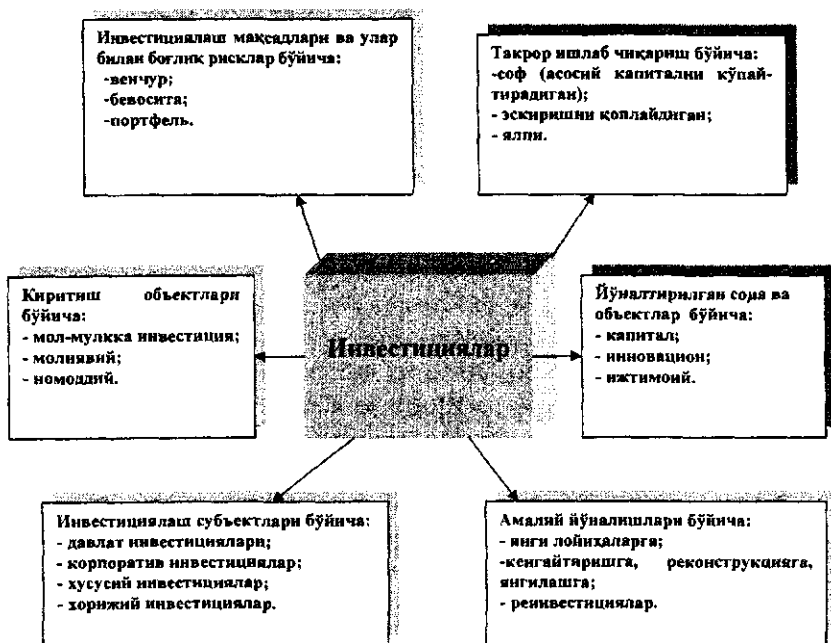 Инвестициялаш мақсадлари ва улар
билан боғлиқ рисклар бўйича:
-венчур;
-бевосита;
-портфель.
Такрор ишлаб чиқариш бўйича:
-соф (асосий капитални кўпай-
тирадиган);
- эскиришни қоплайдиган;
- ялпи.
Киритиш объектлари
бўйича:
- мол-мулкка инвестиция;
- молиявий;
- номоддий.
Инвестициялар
Йўналтирилган соҳа ва
объектлар бўйича:
- капитал;
- инновацион;
- ижтимоий.
Инвестициялаш субъектлари бўйича:
- давлат инвестициялари;
- корпоратив инвестициялар;
- хусусий инвестициялар;
- хорижий инвестициялар.
Амалий йўналишлари бўйича:
- янги лойиҳаларга;
-кенгайтиришга, реконструкцияга,
янгилашга;
- реинвестициялар.